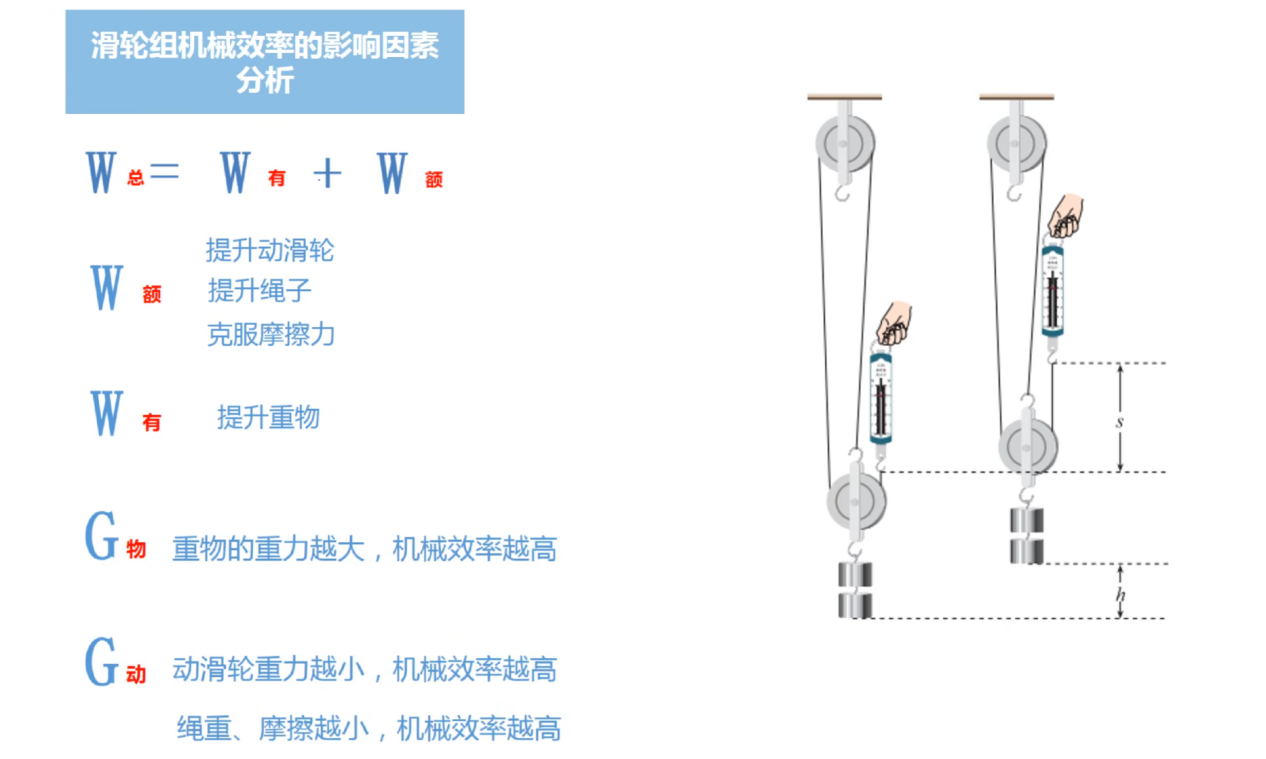 滑轮组机械效率的影响因素
分析
W总= W有 + W额
提升动滑轮
W额 提升绳子
克服摩擦力
W有 提升重物
G物 重物的重力越大，机械效率越高
G动 动滑轮重力越小，机械效率越高
绳重、摩擦越小，机械效率越高
s
h